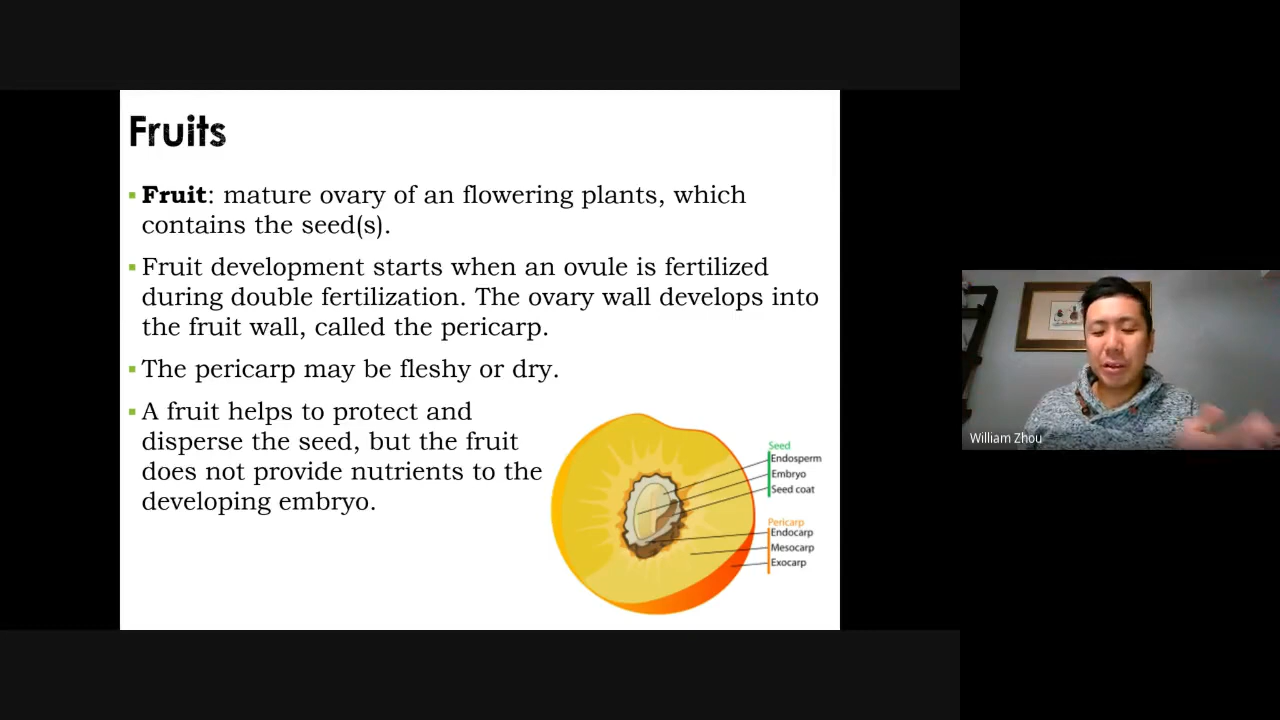 Fruits
▪ Fruit: mature ovary of an flowering plants, which
contains the seed(s).
▪ Fruit development starts when an ovule is fertilized
during double fertilization. The ovary wall develops into
the fruit wall, called the pericarp.
▪ The pericarp may be fleshy or dry.
▪ A fruit helps to protect and
disperse the seed, but the fruit
does not provide nutrients to the
developing embryo.
Seed
Endosperm
Embryo
Seed coat
Pericarp
Endocarp
Mesocarp
Exocarp
William Zhou